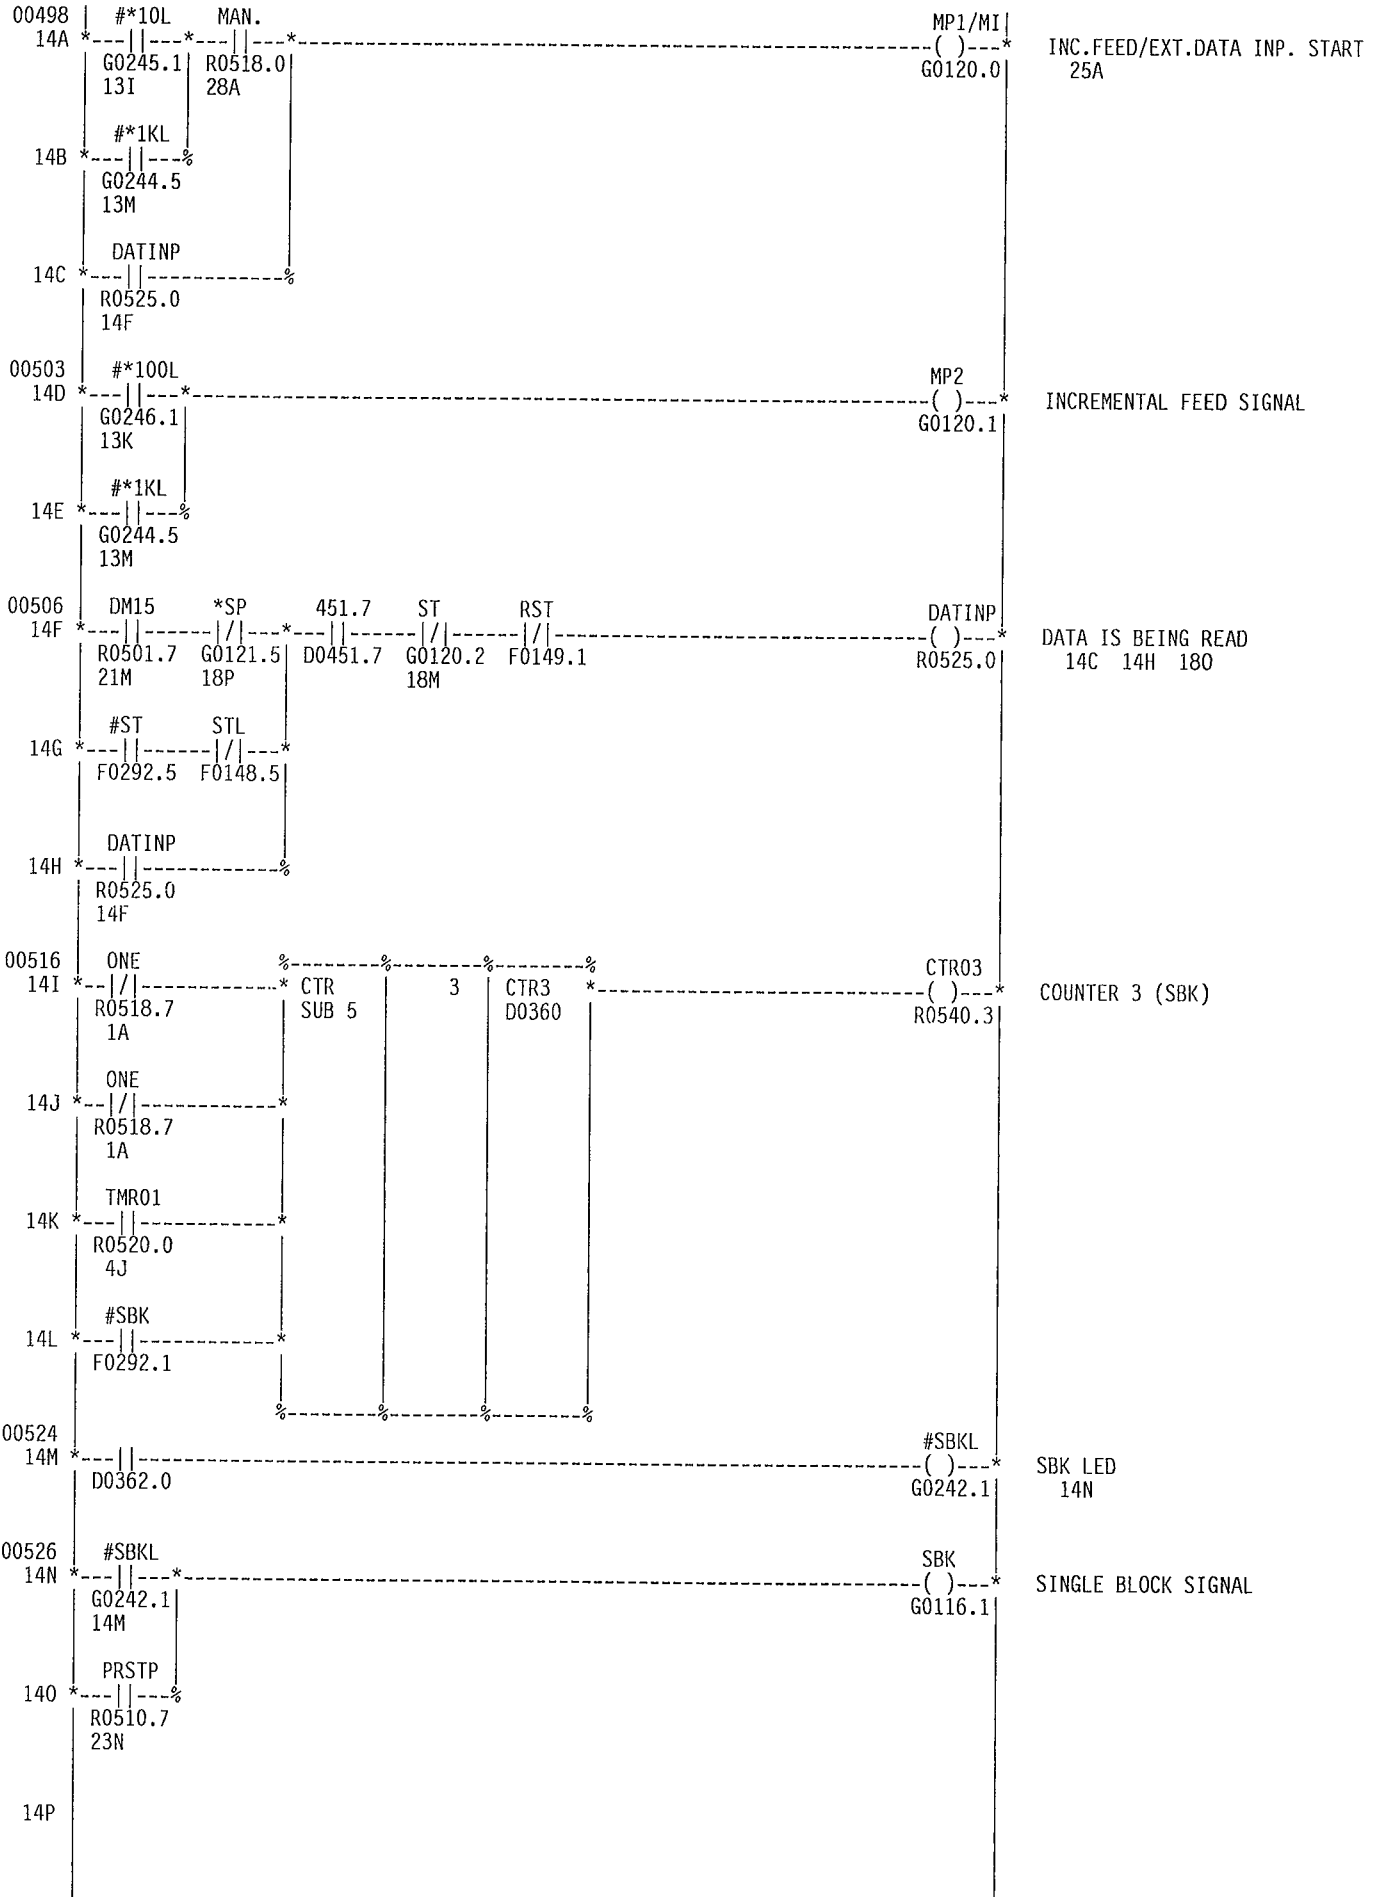 00498 #*10L MAN. MP1/MI
14A *---||---*---||---*--------------------------------( )---* INC.FEED/EXT.DATA INP. START
G0245.1 R0518.0 G0120.0 25A
13I 28A
#*1KL
14B *---||---%
G0244.5
13M
DATINP
14C *---||------------%
R0525.0
14F
00503 #*100L MP2
14D *---||---*--------------------------------( )---* INCREMENTAL FEED SIGNAL
G0246.1 G0120.1
13K
#*1KL
14E *---||---%
G0244.5
13M
00506 DM15 *SP 451.7 ST RST DATINP
14F *---||------|/|---*---||------|/|------|/|--------------------------------( )---* DATA IS BEING READ
R0501.7 G0121.5 D0451.7 G0120.2 F0149.1 R0525.0 14C 14H 18O
21M 18P 18M
#ST STL
14G *---||------|/|---*
F0292.5 F0148.5
DATINP
14H *---||------------%
R0525.0
14F
00516 ONE %--------%--------%--------% CTR03
14I *--|/|------------* CTR 3 CTR3 *--------------------------------( )---* COUNTER 3 (SBK)
R0518.7 SUB 5 D0360 R0540.3
1A
ONE
14J *--|/|------------*
R0518.7
1A
TMR01
14K *---||------------*
R0520.0
4J
#SBK
14L *---||------------*
F0292.1
%--------%--------%--------%
00524 #SBKL
14M *---||--------------------------------( )---* SBK LED
D0362.0 G0242.1 14N
00526 #SBKL SBK
14N *---||---*--------------------------------( )---* SINGLE BLOCK SIGNAL
G0242.1 G0116.1
14M
PRSTP
14O *---||---%
R0510.7
23N
14P